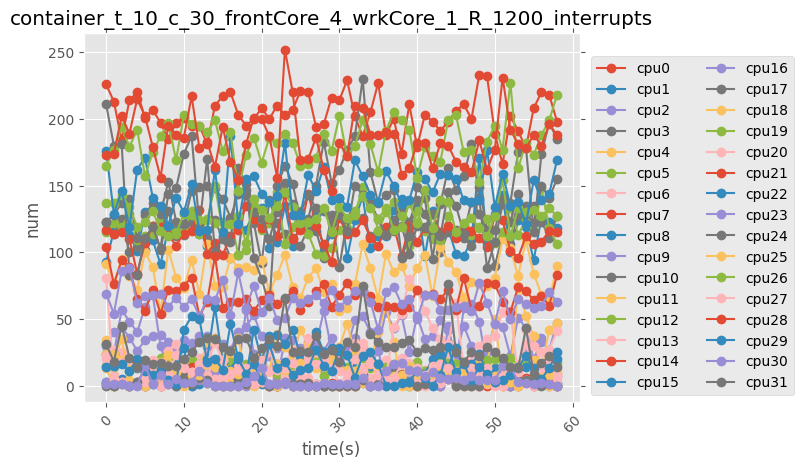 container_t_10_c_30_frontCore_4_wrkCore_1_R_1200_interrupts
num
250
200
150
100
50
0
0
10
20
30
40
50
60
time(s)
cpu0
cpu1
cpu2
cpu3
cpu4
cpu5
cpu6
cpu7
cpu8
cpu9
cpu10
cpu11
cpu12
cpu13
cpu14
cpu15
cpu16
cpu17
cpu18
cpu19
cpu20
cpu21
cpu22
cpu23
cpu24
cpu25
cpu26
cpu27
cpu28
cpu29
cpu30
cpu31